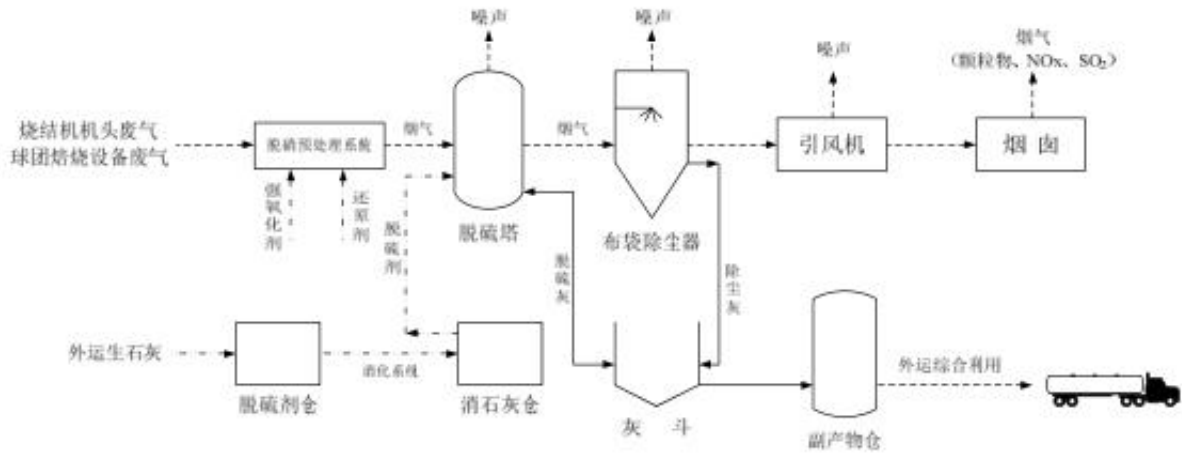 噪声
噪声
噪声
烟气
（颗粒物、NOx、SO₂）
烧结机机头废气
球团焙烧设备废气
脱硝预处理系统
烟气
烟气
引风机
烟 卤
强氧化剂
还原剂
脱硫剂
脱硫塔
布袋除尘器
脱硫灰
除尘灰
外运生石灰
消化系统
脱硫剂仓
消石灰仓
灰 斗
副产物仓
外运综合利用